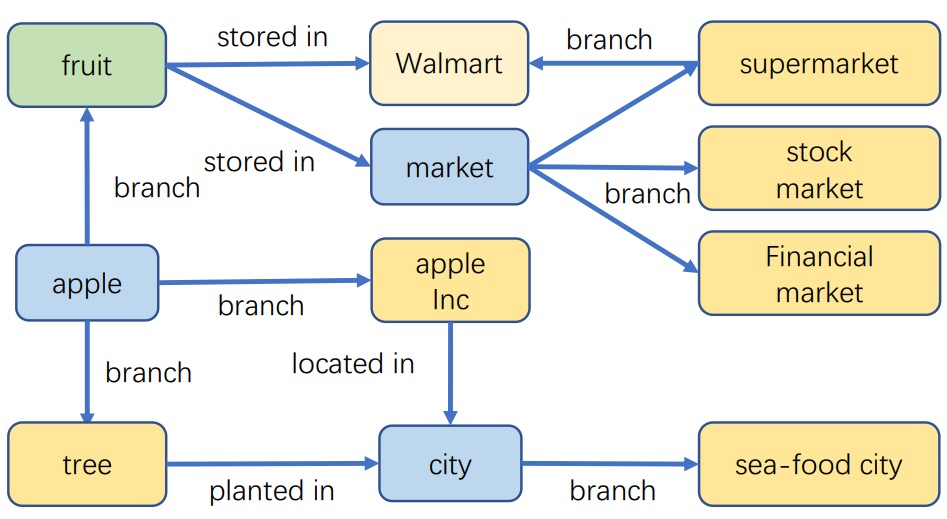 stored in
branch
fruit
Walmart
supermarket
stored in
market
stock
market
branch
branch
apple
branch
apple
Inc
Financial
market
located in
branch
tree
city
sea-food city
planted in
branch